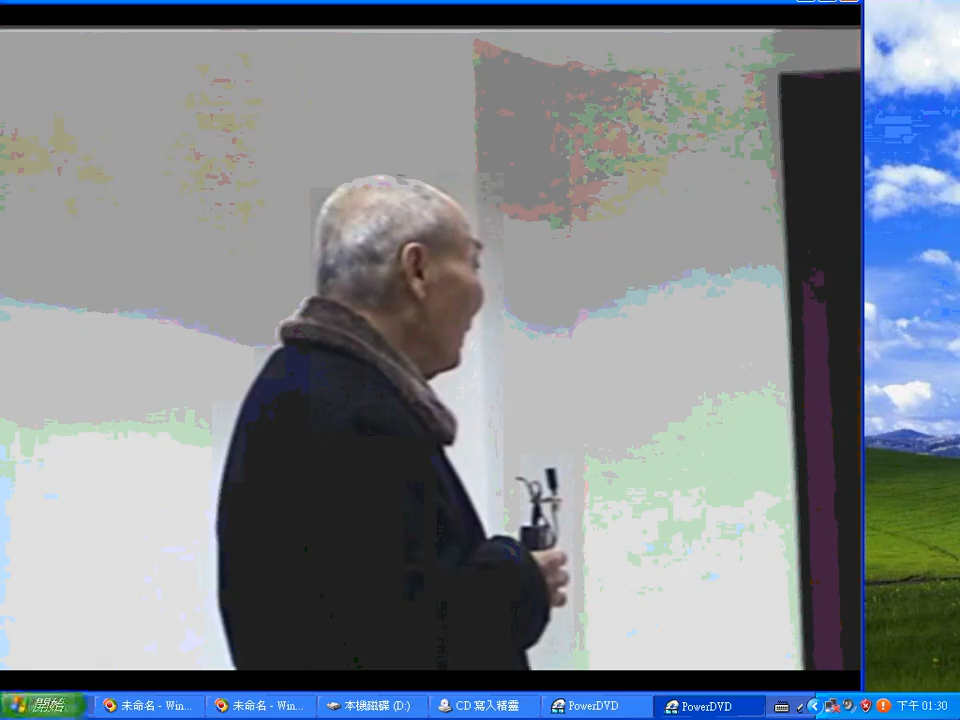 開始
未命名 - Win...
未命名 - Win...
本機磁碟 (D:)
CD 寫入精靈
PowerDVD
PowerDVD
下午 01:30